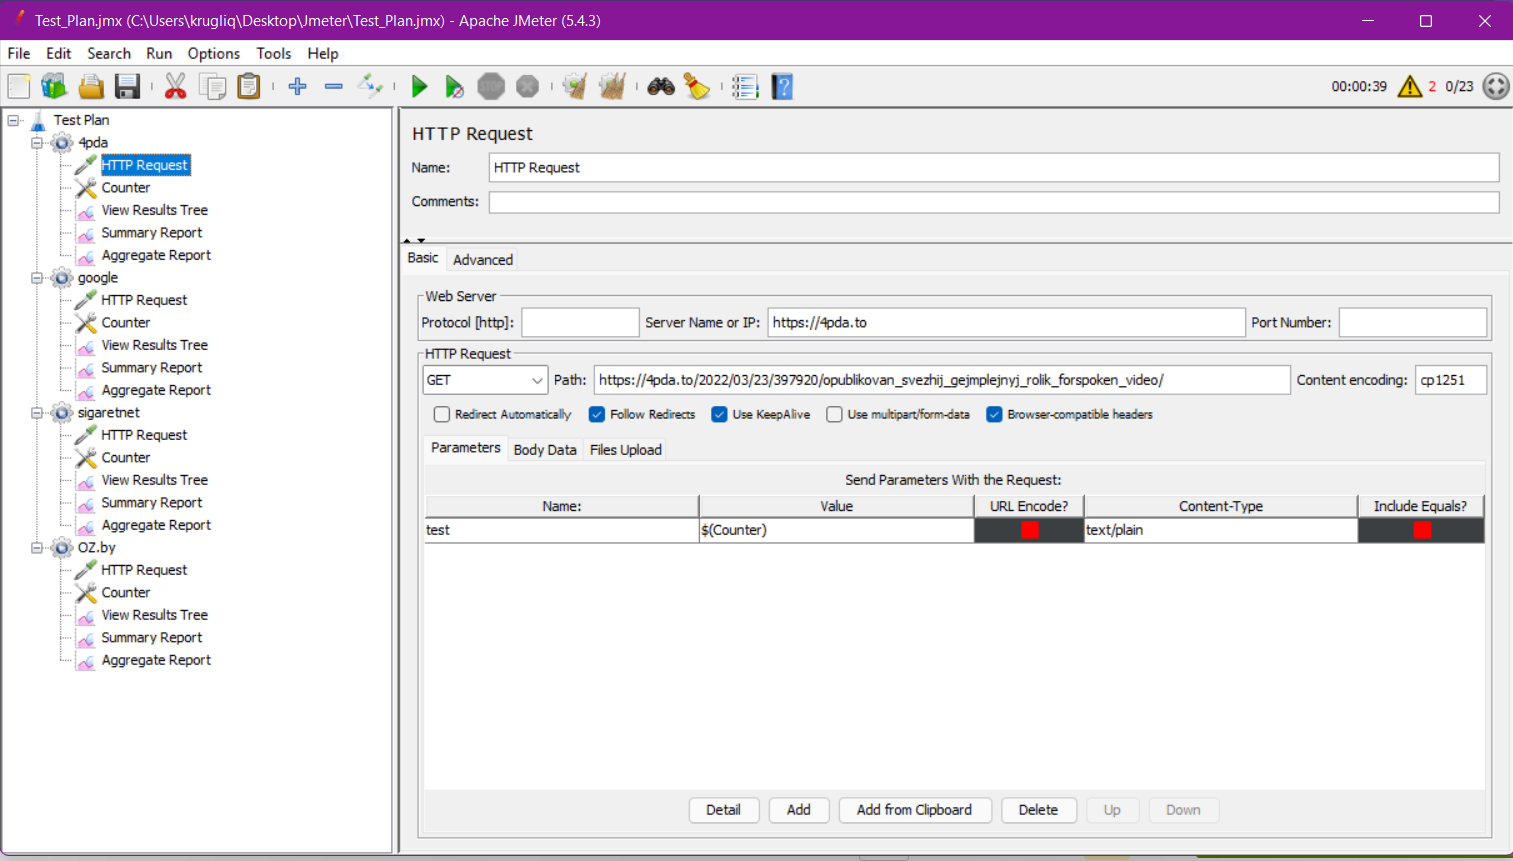 Test_Plan.jmx (C:\Users\krugliq\Desktop\Jmeter\Test_Plan.jmx) - Apache JMeter (5.4.3)
File Edit Search Run Options Tools Help
STOP
00:00:39 2 0/23
Test Plan
4pda
HTTP Request
Counter
View Results Tree
Summary Report
Aggregate Report
google
HTTP Request
Counter
View Results Tree
Summary Report
Aggregate Report
sigaretnet
HTTP Request
Counter
View Results Tree
Summary Report
Aggregate Report
OZ.by
HTTP Request
Counter
View Results Tree
Summary Report
Aggregate Report
HTTP Request
Name: HTTP Request
Comments:
Basic Advanced
Web Server
Protocol [http]: Server Name or IP: https://4pda.to Port Number:
HTTP Request
GET Path: https://4pda.to/2022/03/23/397920/opublikovan_svezhij_gejmplejnyj_rolik_forspoken_video/ Content encoding: cp1251
Redirect Automatically Follow Redirects Use KeepAlive Use multipart/form-data Browser-compatible headers
Parameters Body Data Files Upload
Send Parameters With the Request:
Name: Value URL Encode? Content-Type Include Equals?
test $(Counter) text/plain
Detail Add Add from Clipboard Delete Up Down